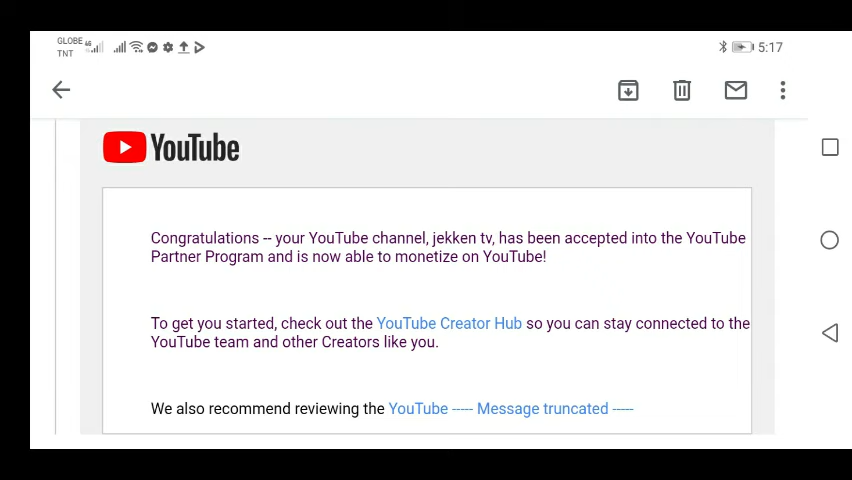 GLOBE 4G 5:17
TNT
YouTube
Congratulations -- your YouTube channel, jekken tv, has been accepted into the YouTube
Partner Program and is now able to monetize on YouTube!
To get you started, check out the YouTube Creator Hub so you can stay connected to the
YouTube team and other Creators like you.
We also recommend reviewing the YouTube ----- Message truncated -----